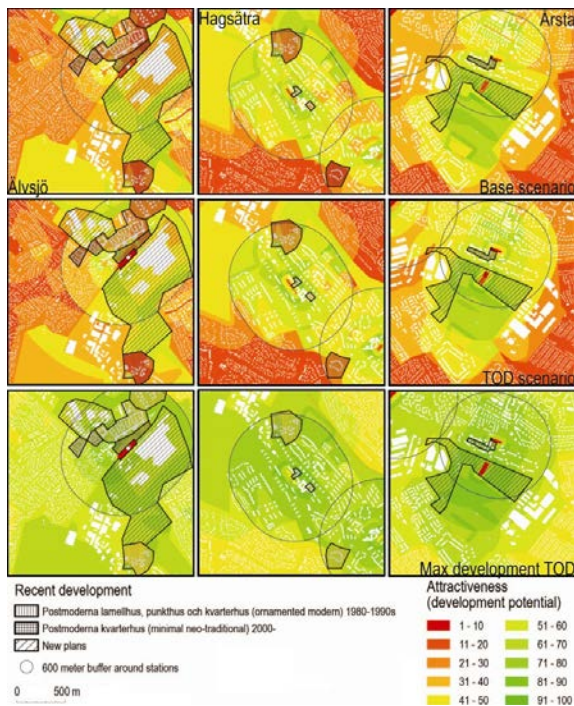 Hagsätra
Årsta
Älvsjö
Base scenario
TOD scenario
Max development TOD
Recent development
Postmoderna lamellhus, punkthus och kvarterhus (ornamented modern) 1980-1990s
Postmoderna kvarterhus (minimal neo-traditional) 2000-
New plans
600 meter buffer around stations
0 500 m
Attractiveness
(development potential)
1 - 10
11 - 20
21 - 30
31 - 40
41 - 50
51 - 60
61 - 70
71 - 80
81 - 90
91 - 100